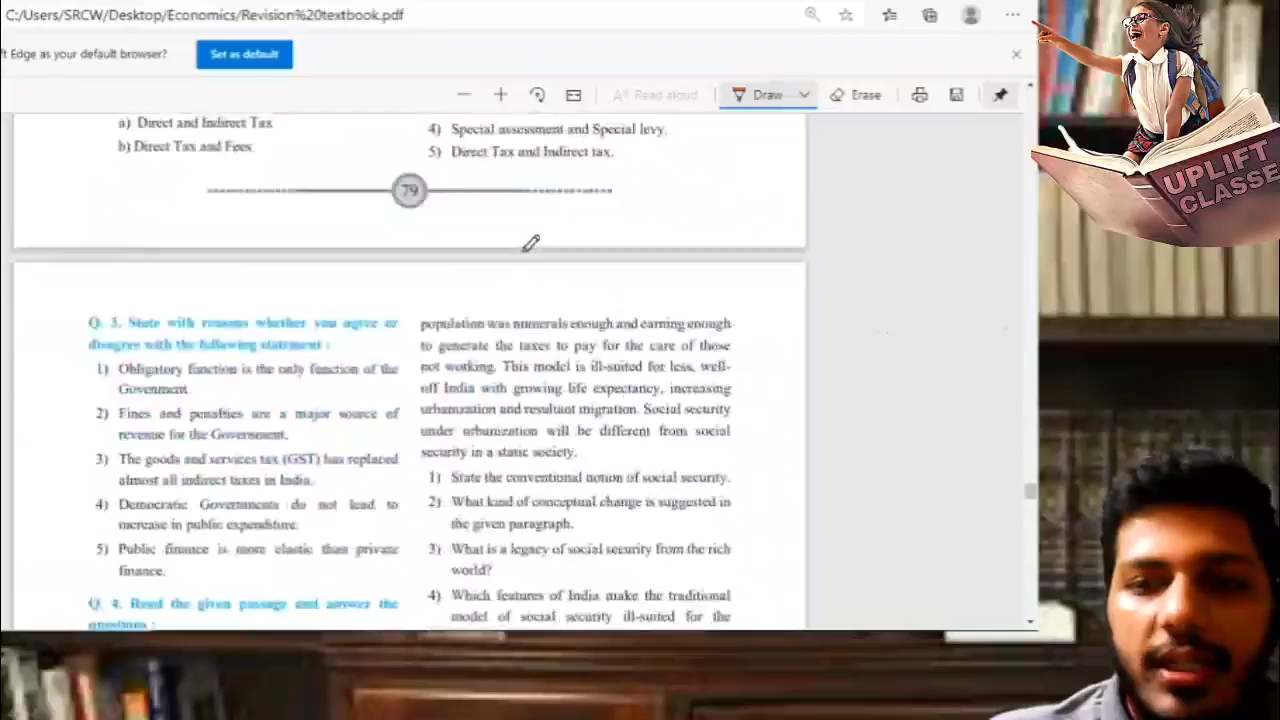 C:/Users/SRCW/Desktop/Economics/Revision%20textbook.pdf
ft Edge as your default browser?
Set as default
Read aloud
Draw
Erase
a) Direct and Indirect Tax
b) Direct Tax and Fees
4) Special assessment and Special levy.
5) Direct Tax and Indirect tax.
79
Q. 3. State with reasons whether you agree or
disagree with the following statement :
1) Obligatory function is the only function of the
Government.
2) Fines and penalties are a major source of
revenue for the Government.
3) The goods and services tax (GST) has replaced
almost all indirect taxes in India.
4) Democratic Governments do not lead to
increase in public expenditure.
5) Public finance is more elastic than private
finance.
Q. 4. Read the given passage and answer the
questions :
population was numerals enough and earning enough
to generate the taxes to pay for the care of those
not working. This model is ill-suited for less, well-
off India with growing life expectancy, increasing
urbanization and resultant migration. Social security
under urbanization will be different from social
security in a static society.
1) State the conventional notion of social security.
2) What kind of conceptual change is suggested in
the given paragraph.
3) What is a legacy of social security from the rich
world?
4) Which features of India make the traditional
model of social security ill-suited for the
UPLIFT
CLASSE